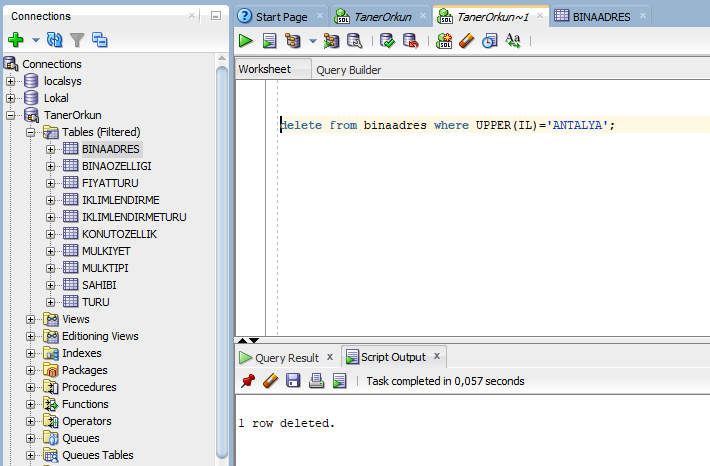 Connections
Connections
localsys
Lokal
TanerOrkun
Tables (Filtered)
BINAADRES
BINAOZELLIGI
FIYATTURU
IKLIMLENDIRME
IKLIMLENDIRMETURU
KONUTOZELLIK
MULKIYET
MULKTIPI
SAHIBI
TURU
Views
Editioning Views
Indexes
Packages
Procedures
Functions
Operators
Queues
Queues Tables
Start Page
TanerOrkun
TanerOrkun~1
BINAADRES
Worksheet
Query Builder
delete from binaadres where UPPER(IL)='ANTALYA';
Query Result
Script Output
Task completed in 0,057 seconds
1 row deleted.